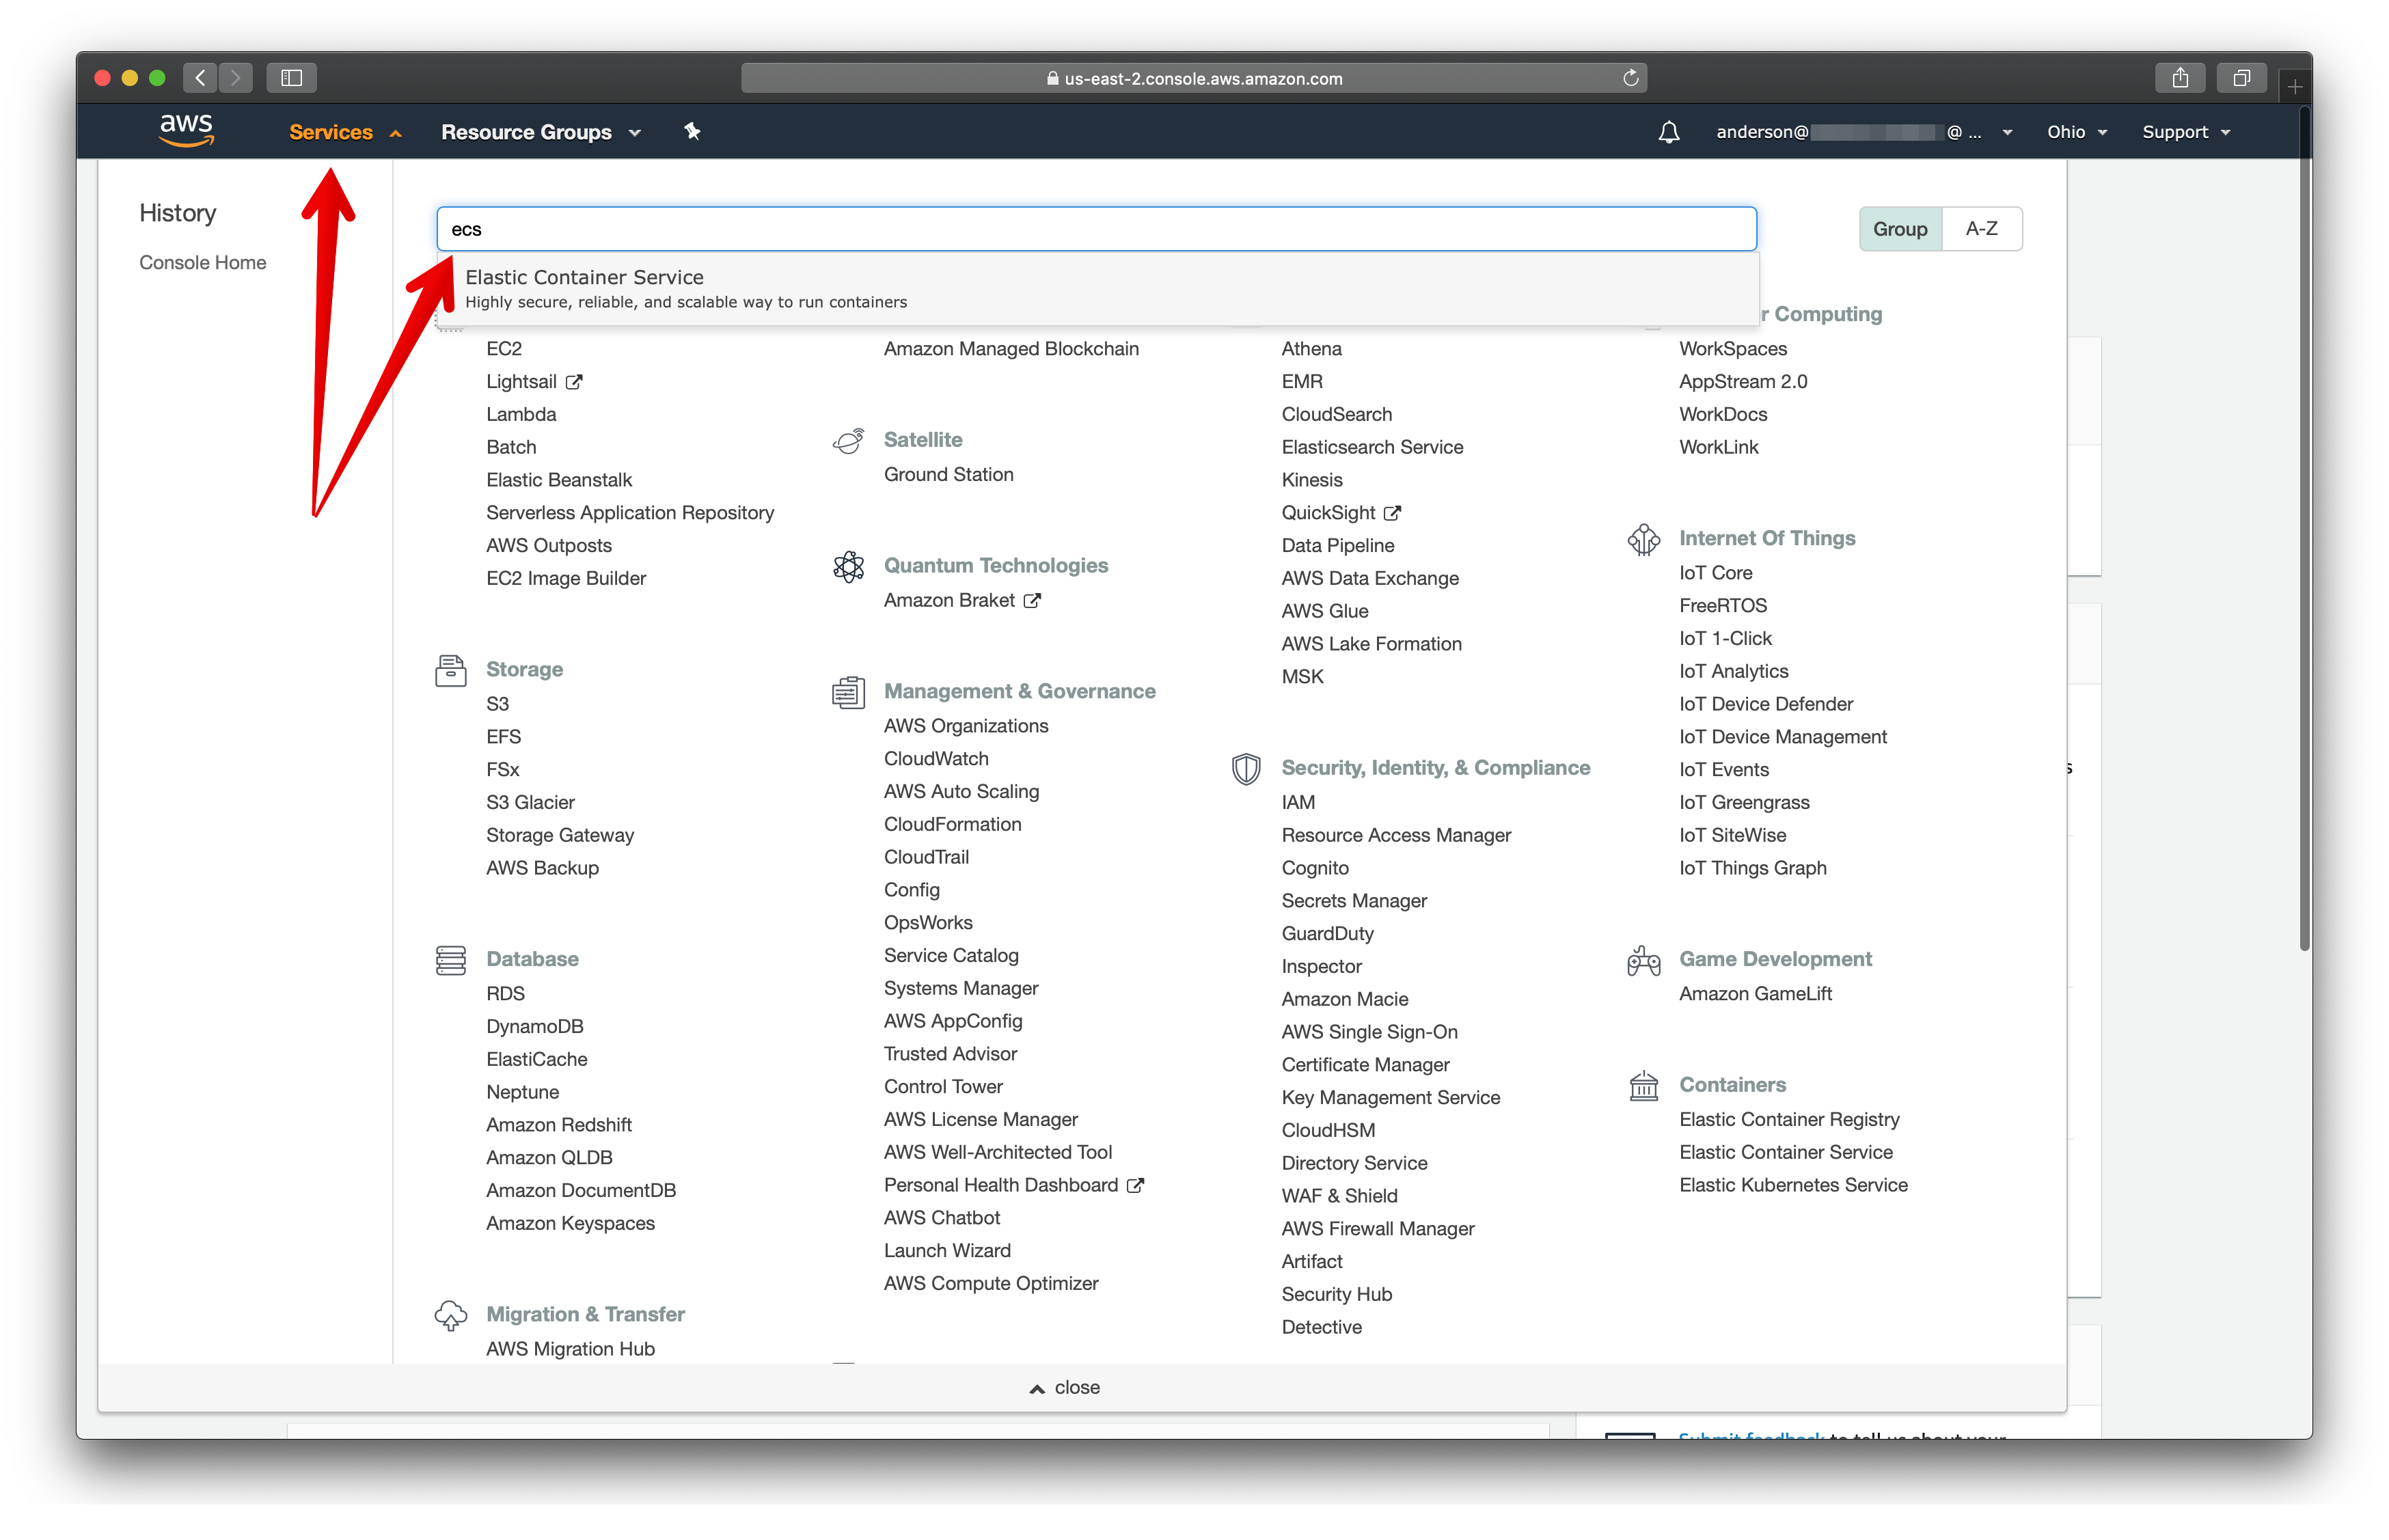 us-east-2.console.aws.amazon.com
aws
Services
Resource Groups
anderson@
@ ...
Ohio
Support
History
Console Home
ecs
Group
A-Z
Elastic Container Service
Highly secure, reliable, and scalable way to run containers
EC2
Lightsail
Lambda
Batch
Elastic Beanstalk
Serverless Application Repository
AWS Outposts
EC2 Image Builder
Storage
S3
EFS
FSx
S3 Glacier
Storage Gateway
AWS Backup
Database
RDS
DynamoDB
ElastiCache
Neptune
Amazon Redshift
Amazon QLDB
Amazon DocumentDB
Amazon Keyspaces
Migration & Transfer
AWS Migration Hub
Amazon Managed Blockchain
Satellite
Ground Station
Quantum Technologies
Amazon Braket
Management & Governance
AWS Organizations
CloudWatch
AWS Auto Scaling
CloudFormation
CloudTrail
Config
OpsWorks
Service Catalog
Systems Manager
AWS AppConfig
Trusted Advisor
Control Tower
AWS License Manager
AWS Well-Architected Tool
Personal Health Dashboard
AWS Chatbot
Launch Wizard
AWS Compute Optimizer
Athena
EMR
CloudSearch
Elasticsearch Service
Kinesis
QuickSight
Data Pipeline
AWS Data Exchange
AWS Glue
AWS Lake Formation
MSK
Security, Identity, & Compliance
IAM
Resource Access Manager
Cognito
Secrets Manager
GuardDuty
Inspector
Amazon Macie
AWS Single Sign-On
Certificate Manager
Key Management Service
CloudHSM
Directory Service
WAF & Shield
AWS Firewall Manager
Artifact
Security Hub
Detective
r Computing
WorkSpaces
AppStream 2.0
WorkDocs
WorkLink
Internet Of Things
IoT Core
FreeRTOS
IoT 1-Click
IoT Analytics
IoT Device Defender
IoT Device Management
IoT Events
IoT Greengrass
IoT SiteWise
IoT Things Graph
Game Development
Amazon GameLift
Containers
Elastic Container Registry
Elastic Container Service
Elastic Kubernetes Service
s
close
Submit feedback to tell us about your